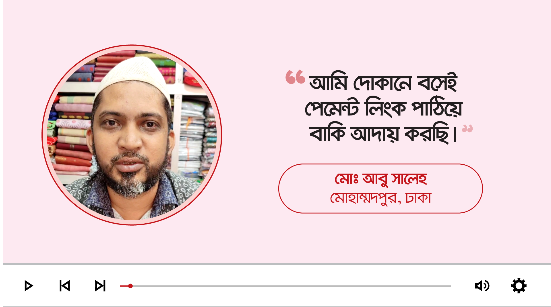 “আমি দোকানে বসেই
পেমেন্ট লিংক পাঠিয়ে
বাকি আদায় করছি।”
মোঃ আবু সালেহ
মোহাম্মদপুর, ঢাকা